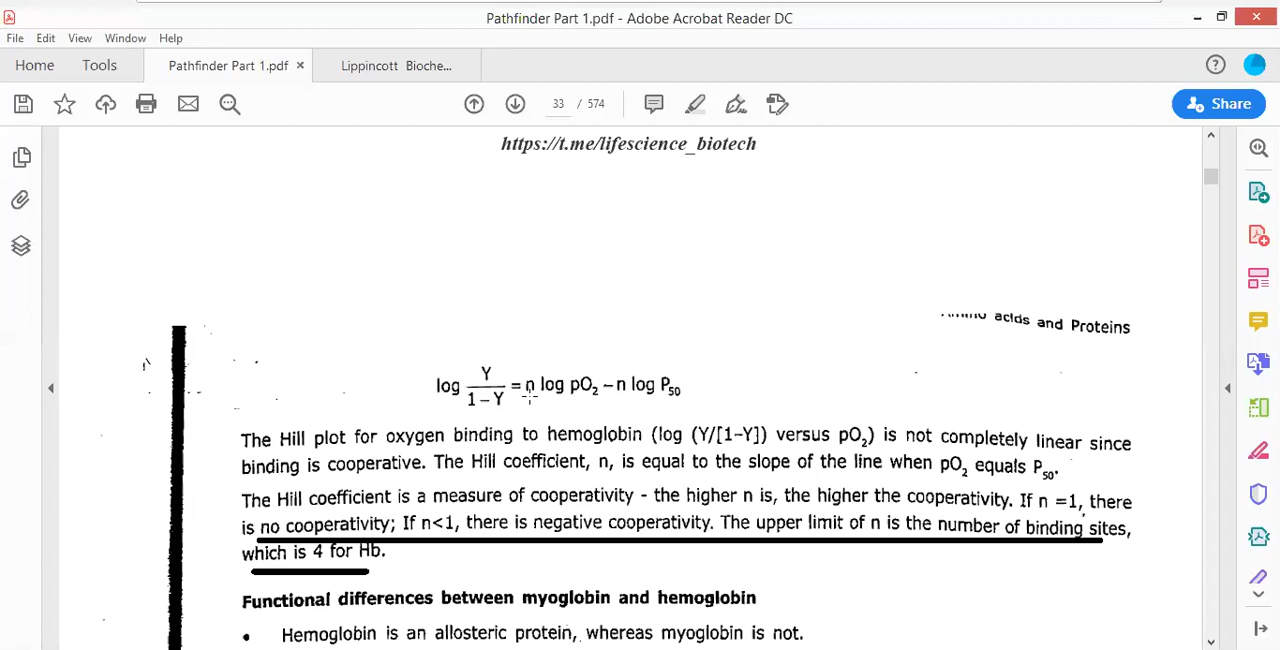 Pathfinder Part 1.pdf - Adobe Acrobat Reader DC
File Edit View Window Help
Home Tools Pathfinder Part 1.pdf × Lippincott Bioche...
33 / 574
Share
https://t.me/lifescience_biotech
Amino acids and Proteins
log Y/1 – Y = n log pO₂ – n log P₅₀
The Hill plot for oxygen binding to hemoglobin (log (Y/[1-Y]) versus pO₂) is not completely linear since
binding is cooperative. The Hill coefficient, n, is equal to the slope of the line when pO₂ equals P₅₀.
The Hill coefficient is a measure of cooperativity - the higher n is, the higher the cooperativity. If n =1, there
is no cooperativity; If n<1, there is negative cooperativity. The upper limit of n is the number of binding sites,
which is 4 for Hb.
Functional differences between myoglobin and hemoglobin
• Hemoglobin is an allosteric protein, whereas myoglobin is not.